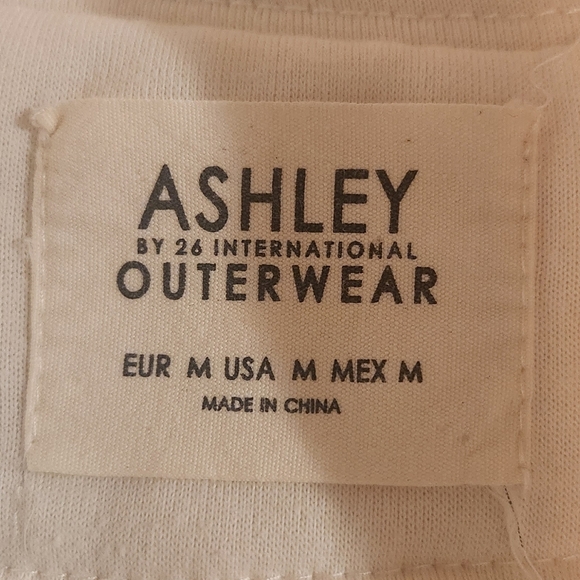 ASHLEY
BY 26 INTERNATIONAL
OUTERWEAR
EUR M USA M MEX M
MADE IN CHINA